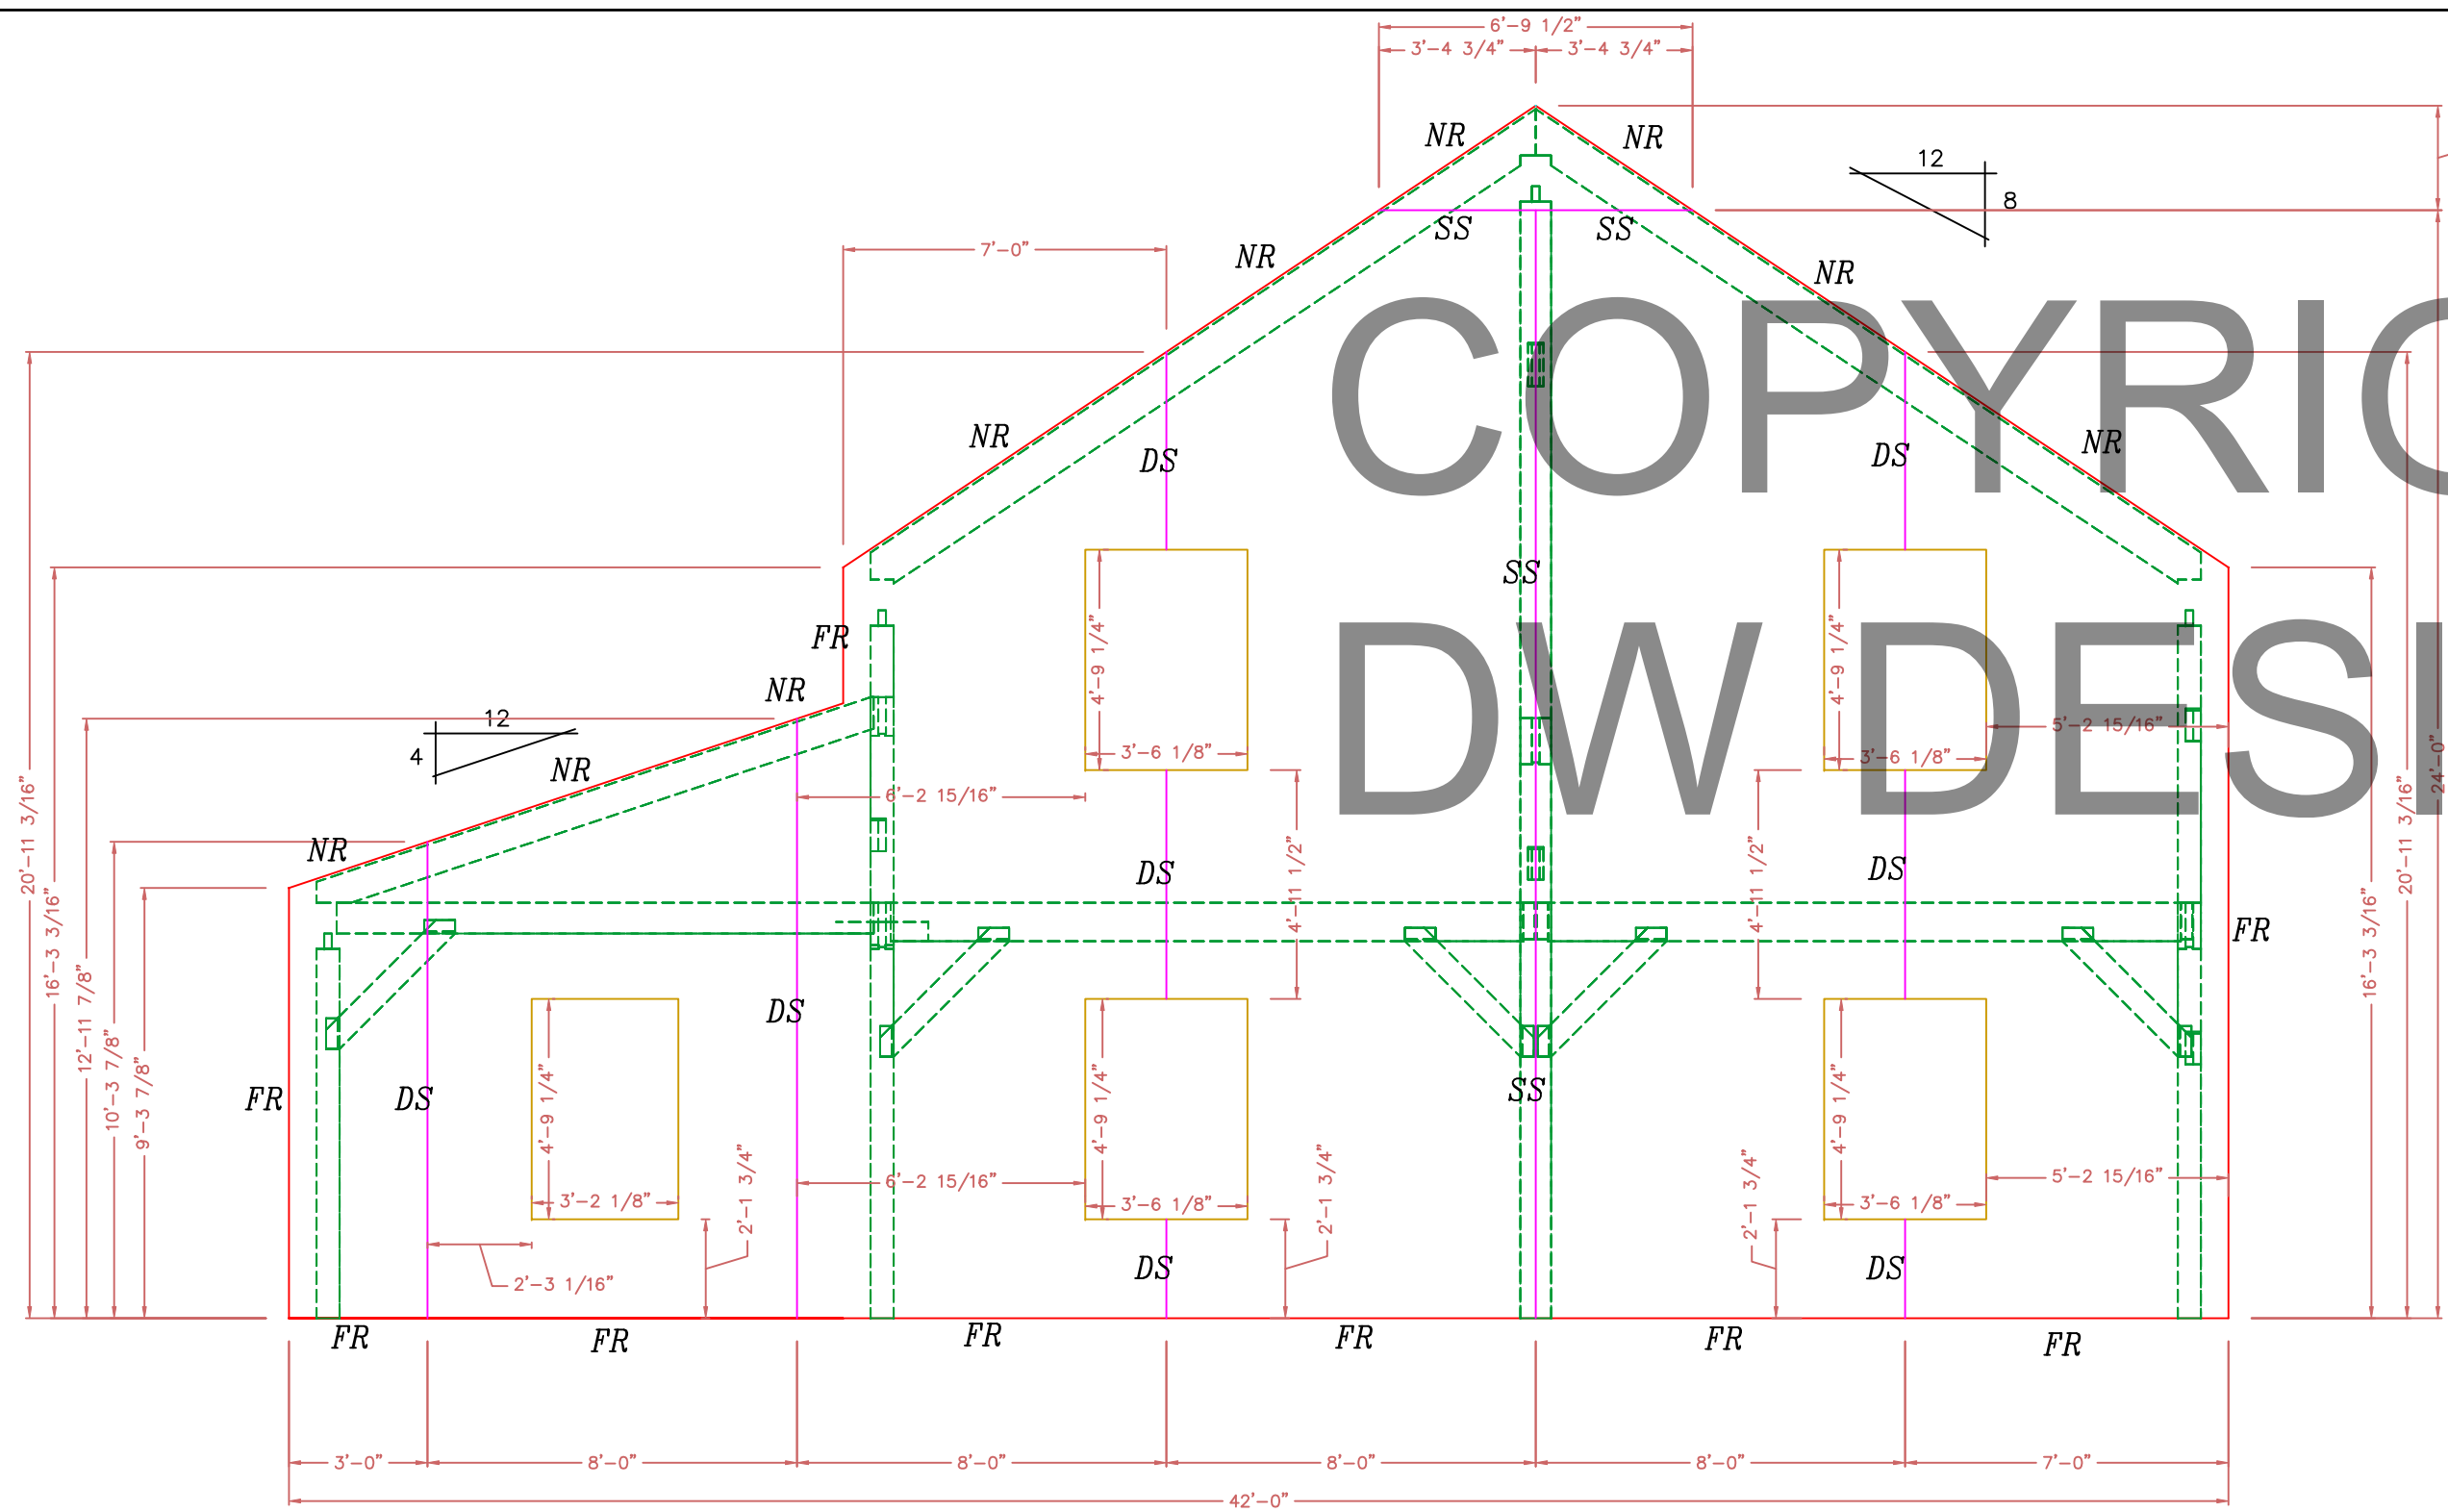 6'-9 1/2"
3'-4 3/4" 3'-4 3/4"
NR NR
12
8
SS SS
7'-0"
NR NR
COPYRIG
NR DS DS NR
SS
DW DESI
FR
4'-9 1/4" 4'-9 1/4"
NR
12
4
NR
3'-6 1/8" 3'-6 1/8"
5'-2 15/16"
6'-2 15/16"
20'-11 3/16"
16'-3 3/16"
12'-11 7/8"
10'-3 7/8"
9'-3 7/8"
20'-11 3/16"
24'-0"
16'-3 3/16"
NR
DS DS
4'-11 1/2" 4'-11 1/2"
FR
DS
FR DS SS
4'-9 1/4" 4'-9 1/4" 4'-9 1/4"
6'-2 15/16"
5'-2 15/16"
3'-2 1/8" 3'-6 1/8" 3'-6 1/8"
2'-1 3/4" 2'-1 3/4" 2'-1 3/4"
2'-3 1/16"
DS DS
FR FR FR FR FR FR
3'-0" 8'-0" 8'-0" 8'-0" 8'-0" 7'-0"
42'-0"